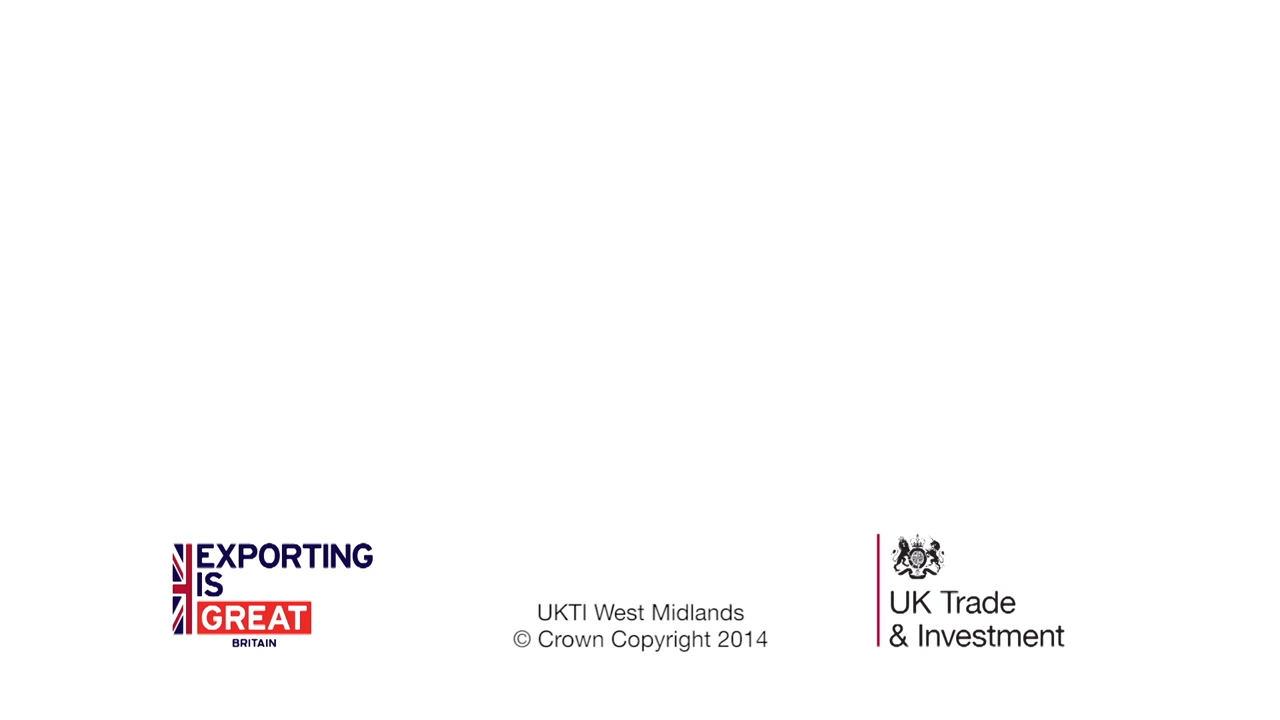 EXPORTING
IS
GREAT
BRITAIN
UKTI West Midlands
© Crown Copyright 2014
UK Trade
& Investment